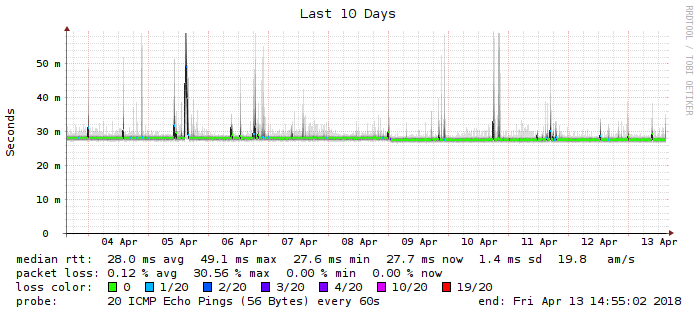 Last 10 Days
RRDTOOL / TOBI OETIKER
Seconds
50 m
40 m
30 m
20 m
10 m
0
04 Apr 05 Apr 06 Apr 07 Apr 08 Apr 09 Apr 10 Apr 11 Apr 12 Apr 13 Apr
median rtt: 28.0 ms avg 49.1 ms max 27.6 ms min 27.7 ms now 1.4 ms sd 19.8 am/s
packet loss: 0.12 % avg 30.56 % max 0.00 % min 0.00 % now
loss color: 0 1/20 2/20 3/20 4/20 10/20 19/20
probe: 20 ICMP Echo Pings (56 Bytes) every 60s end: Fri Apr 13 14:55:02 2018